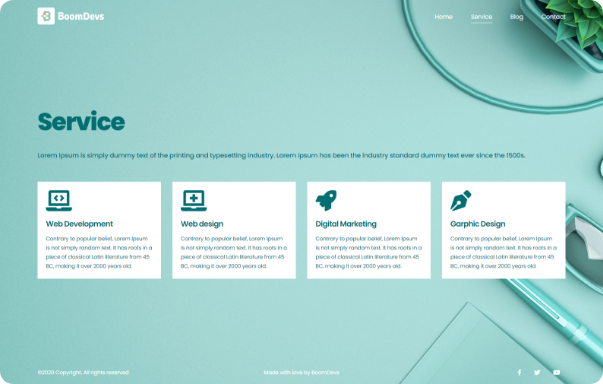 BoomDevs
Home Service Blog Contact
Service
Lorem Ipsum is simply dummy text of the printing and typesetting industry. Lorem Ipsum has been the industry standard dummy text ever since the 1500s.
Web Development
Contrary to popular belief, Lorem Ipsum
is not simply random text. It has roots in a
piece of classical Latin literature from 45
BC, making it over 2000 years old.
Web design
Contrary to popular belief, Lorem Ipsum
is not simply random text. It has roots in a
piece of classical Latin literature from 45
BC, making it over 2000 years old.
Digital Marketing
Contrary to popular belief, Lorem Ipsum
is not simply random text. It has roots in a
piece of classical Latin literature from 45
BC, making it over 2000 years old.
Garphic Design
Contrary to popular belief, Lorem Ipsum
is not simply random text. It has roots in a
piece of classical Latin literature from 45
BC, making it over 2000 years old.
©2020 Copyright, All rights reserved
Made with love by BoomDevs